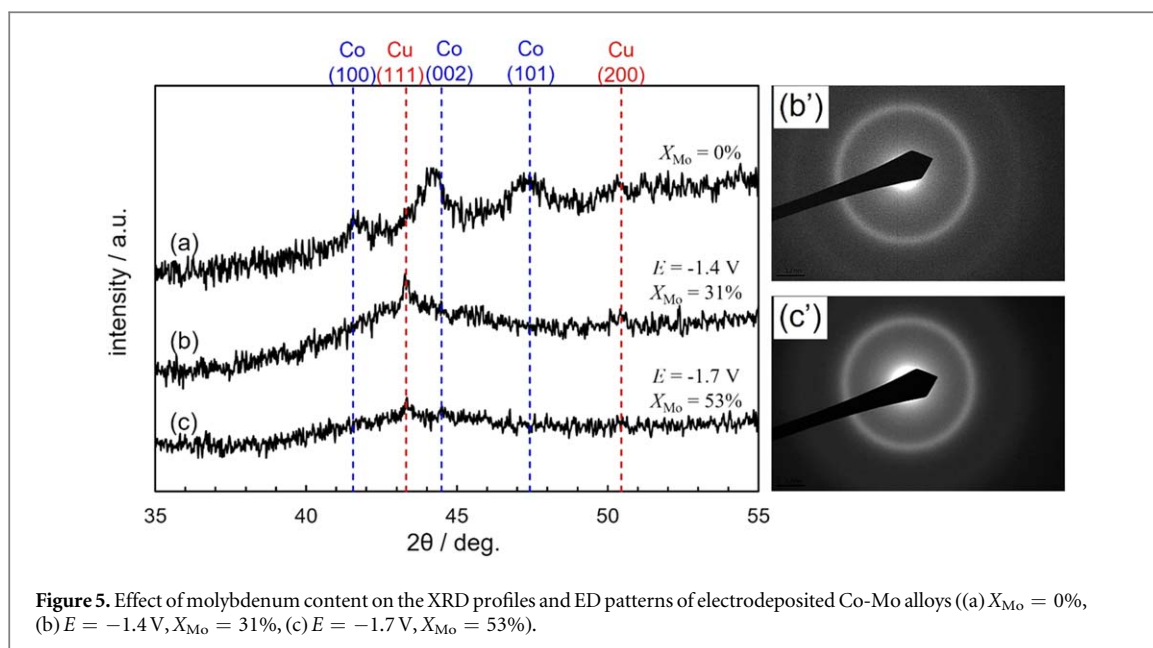 Co Cu Co Co Cu
(100) (111) (002) (101) (200)
X_Mo = 0%
(a)
E = -1.4 V
X_Mo = 31%
(b)
E = -1.7 V
X_Mo = 53%
(c)
intensity / a.u.
35 40 45 50 55
2θ / deg.
(b')
(c')
Figure 5. Effect of molybdenum content on the XRD profiles and ED patterns of electrodeposited Co-Mo alloys ((a) X_Mo = 0%,
(b) E = −1.4 V, X_Mo = 31%, (c) E = −1.7 V, X_Mo = 53%).